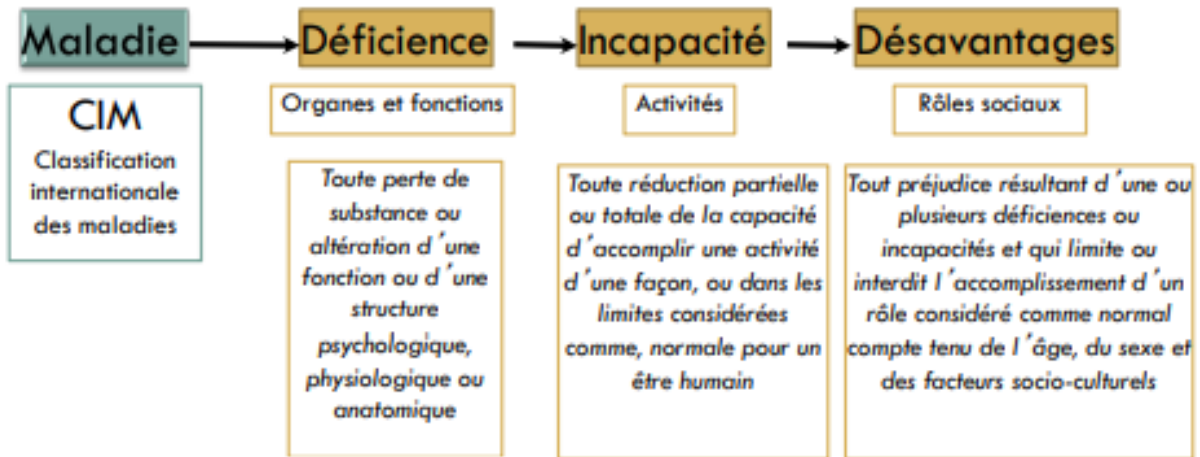 Maladie
Déficience
Incapacité
Désavantages
CIM
Classification
internationale
des maladies
Organes et fonctions
Activités
Rôles sociaux
Toute perte de
substance ou
altération d'une
fonction ou d'une
structure
psychologique,
physiologique ou
anatomique
Toute réduction partielle
ou totale de la capacité
d'accomplir une activité
d'une façon, ou dans les
limites considérées
comme, normale pour un
être humain
Tout préjudice résultant d'une ou
plusieurs déficiences ou
incapacités et qui limite ou
interdit l'accomplissement d'un
rôle considéré comme normal
compte tenu de l'âge, du sexe et
des facteurs socio-culturels